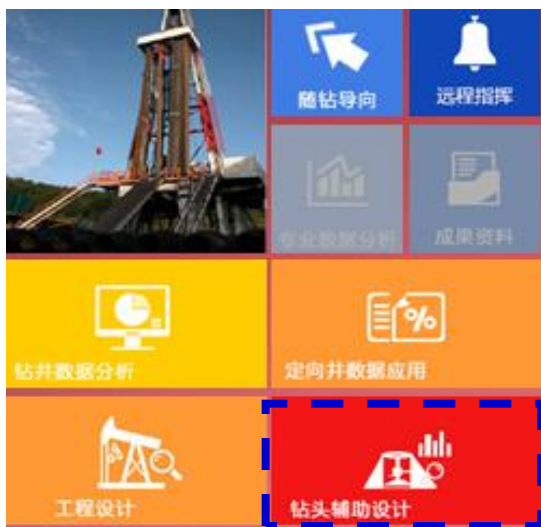 随钻导向
远程指挥
专业数据分析
成果资料
钻井数据分析
%
定向井数据应用
工程设计
钻头辅助设计